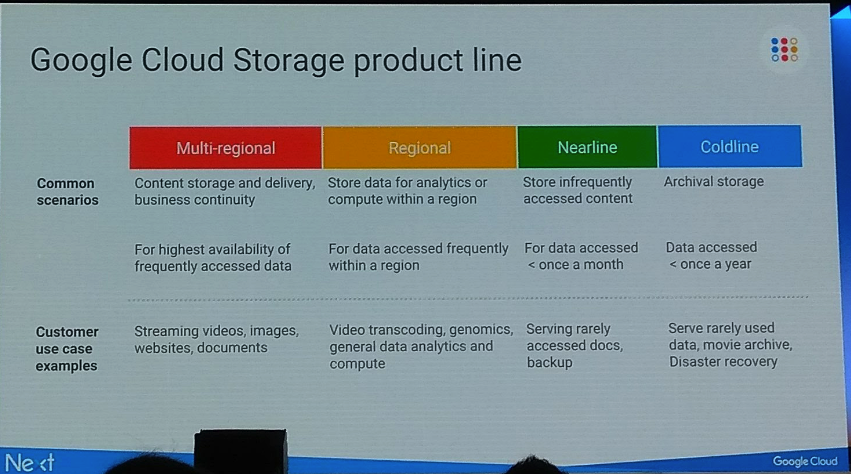 Google Cloud Storage product line
Multi-regional
Regional
Nearline
Coldline
Common
scenarios
Content storage and delivery,
business continuity
Store data for analytics or
compute within a region
Store infrequently
accessed content
Archival storage
For highest availability of
frequently accessed data
For data accessed frequently
within a region
For data accessed
< once a month
Data accessed
< once a year
Customer
use case
examples
Streaming videos, images,
websites, documents
Video transcoding, genomics,
general data analytics and
compute
Serving rarely
accessed docs,
backup
Serve rarely used
data, movie archive,
Disaster recovery
Next
Google Cloud